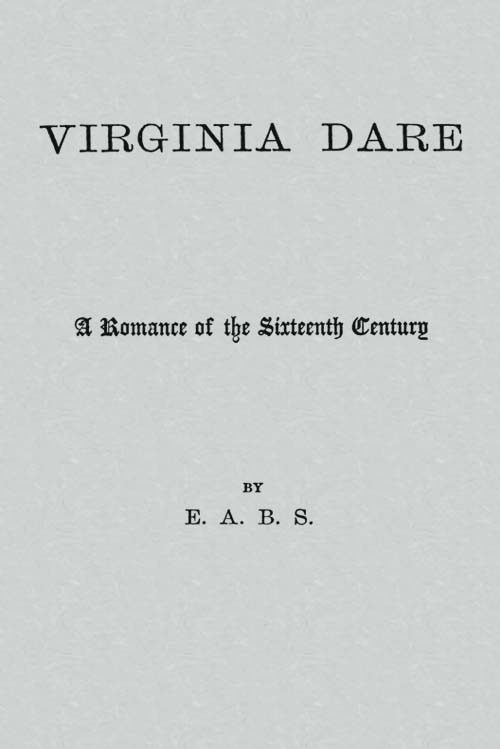 VIRGINIA DARE
A Romance of the Sixteenth Century
BY
E. A. B. S.